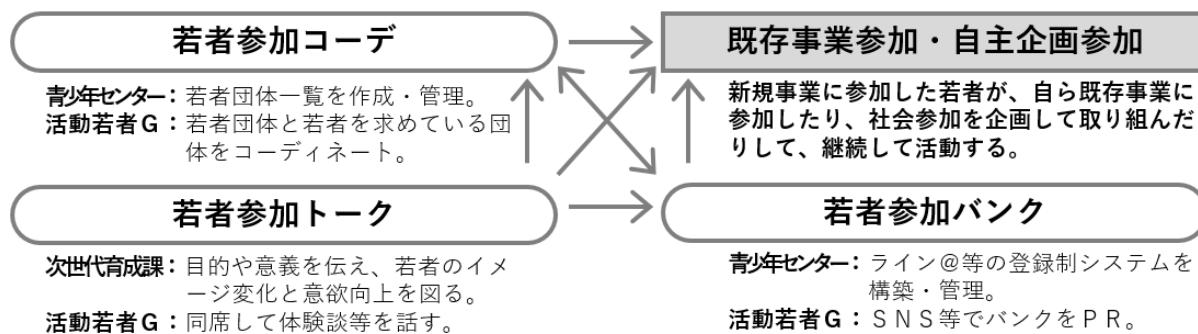 若者参加コーデ
青少年センター：若者団体一覧を作成・管理。
活動若者Ｇ：若者団体と若者を求めている団
体をコーディネート。
既存事業参加・自主企画参加
新規事業に参加した若者が、自ら既存事業に
参加したり、社会参加を企画して取り組んだ
りして、継続して活動する。
若者参加トーク
次世代育成課：目的や意義を伝え、若者のイメ
ージ変化と意欲向上を図る。
活動若者Ｇ：同席して体験談等を話す。
若者参加バンク
青少年センター：ライン＠等の登録制システムを
構築・管理。
活動若者Ｇ：ＳＮＳ等でバンクをＰＲ。